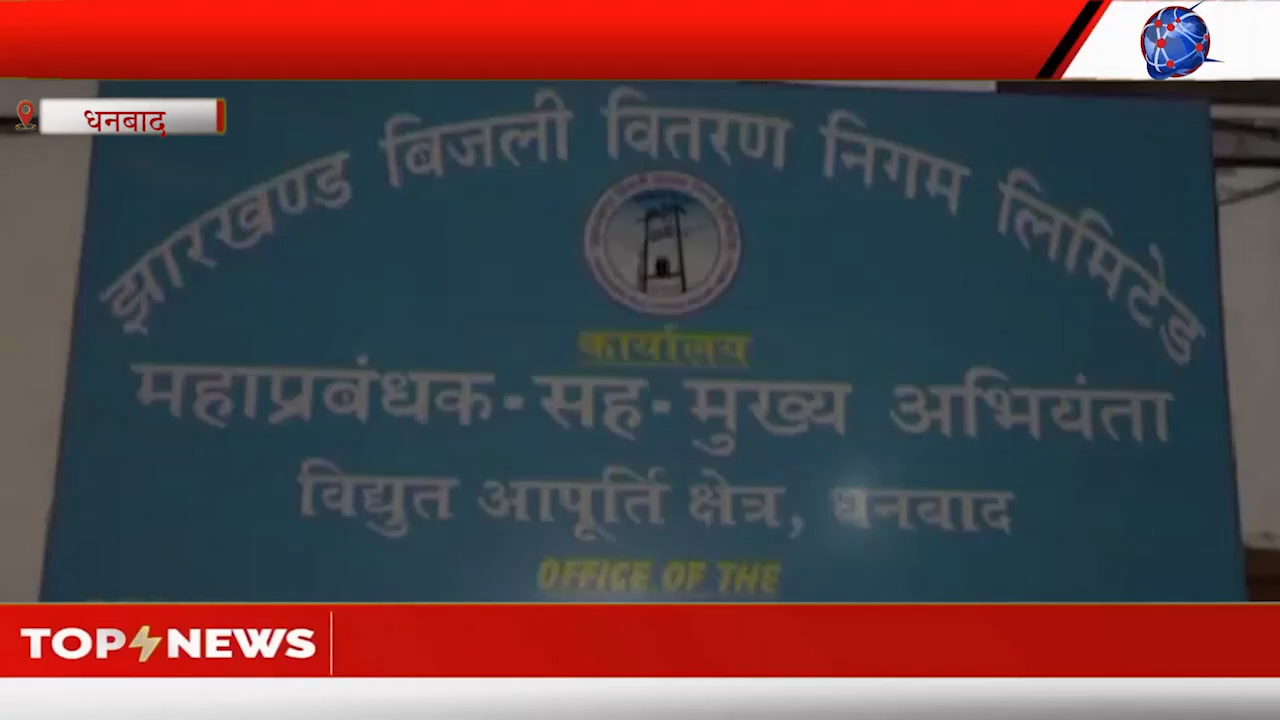 धनबाद
झारखण्ड बिजली वितरण निगम लिमिटेड
कार्यालय
महाप्रबंधक-सह-मुख्य अभियंता
विद्युत आपूर्ति क्षेत्र, धनबाद
OFFICE OF THE
TOP NEWS